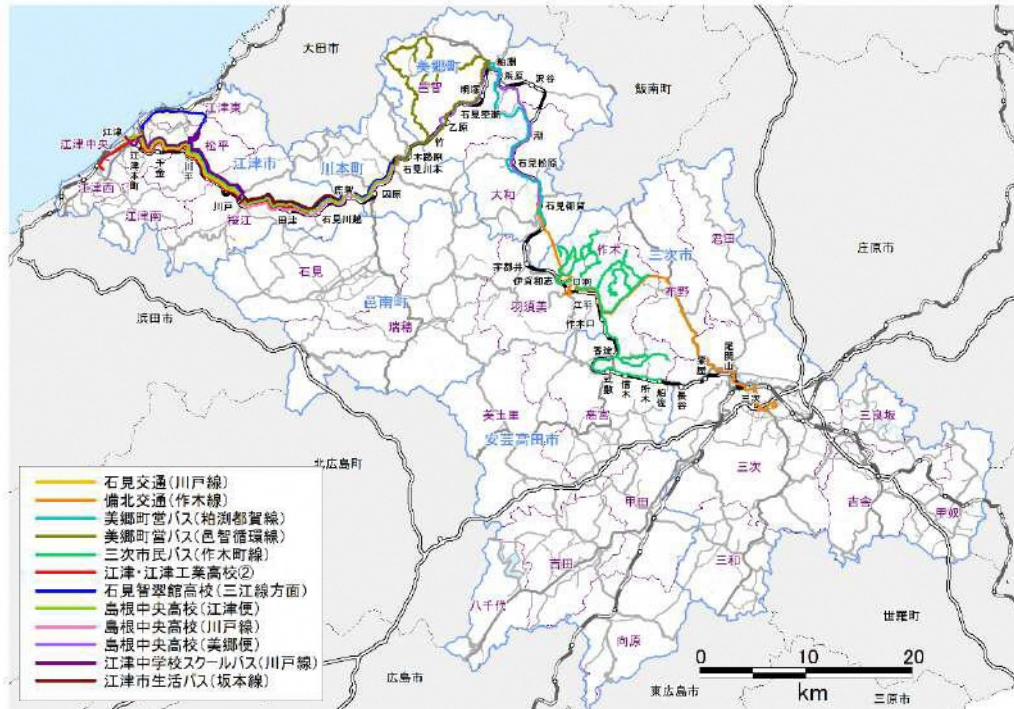 大田市
美郷町
粕淵
浜原
沢谷
飯南町
邑智
明塚
石見簗瀬
乙原
潮
竹
江津東
江津
江津中央
松平
江津市
江津本町
千金
川平
川本町
木路原
石見川本
石見松原
江津西
鹿賀
因原
大和
川戸
江津南
桜江
田津
石見川越
石見都賀
君田
作木
三次市
庄原市
石見
宇都井
伊賀和志
口羽
布野
邑南町
羽須美
江平
浜田市
瑞穂
作木口
香淀
尾関山
粟屋
式敷
信木
所木
船佐
長谷
三次
三良坂
美土里
高宮
安芸高田市
北広島町
三次
甲田
吉舎
甲奴
石見交通(川戸線)
備北交通(作木線)
美郷町営バス(粕渕都賀線)
美郷町営バス(邑智循環線)
三次市民バス(作木町線)
江津・江津工業高校②
石見智翠館高校(三江線方面)
島根中央高校(江津便)
島根中央高校(川戸線)
島根中央高校(美郷便)
江津中学校スクールバス(川戸線)
江津市生活バス(坂本線)
吉田
三和
八千代
世羅町
向原
0 10 20
km
広島市
東広島市
三原市